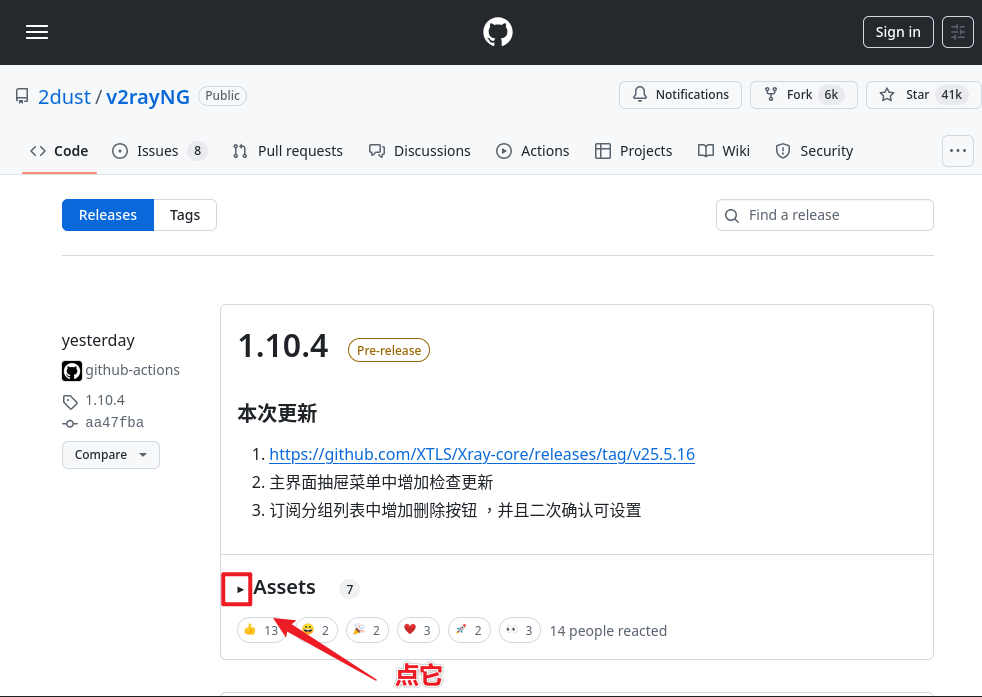 Sign in
2dust / v2rayNG Public
Notifications Fork 6k Star 41k
Code Issues 8 Pull requests Discussions Actions Projects Wiki Security
Releases Tags Find a release
yesterday
github-actions
1.10.4
aa47fba
Compare
1.10.4 Pre-release
本次更新
1. https://github.com/XTLS/Xray-core/releases/tag/v25.5.16
2. 主界面抽屉菜单中增加检查更新
3. 订阅分组列表中增加删除按钮 ，并且二次确认可设置
Assets 7
👍 13 😄 2 🎉 2 ❤️ 3 🚀 2 👀 3 14 people reacted
点它